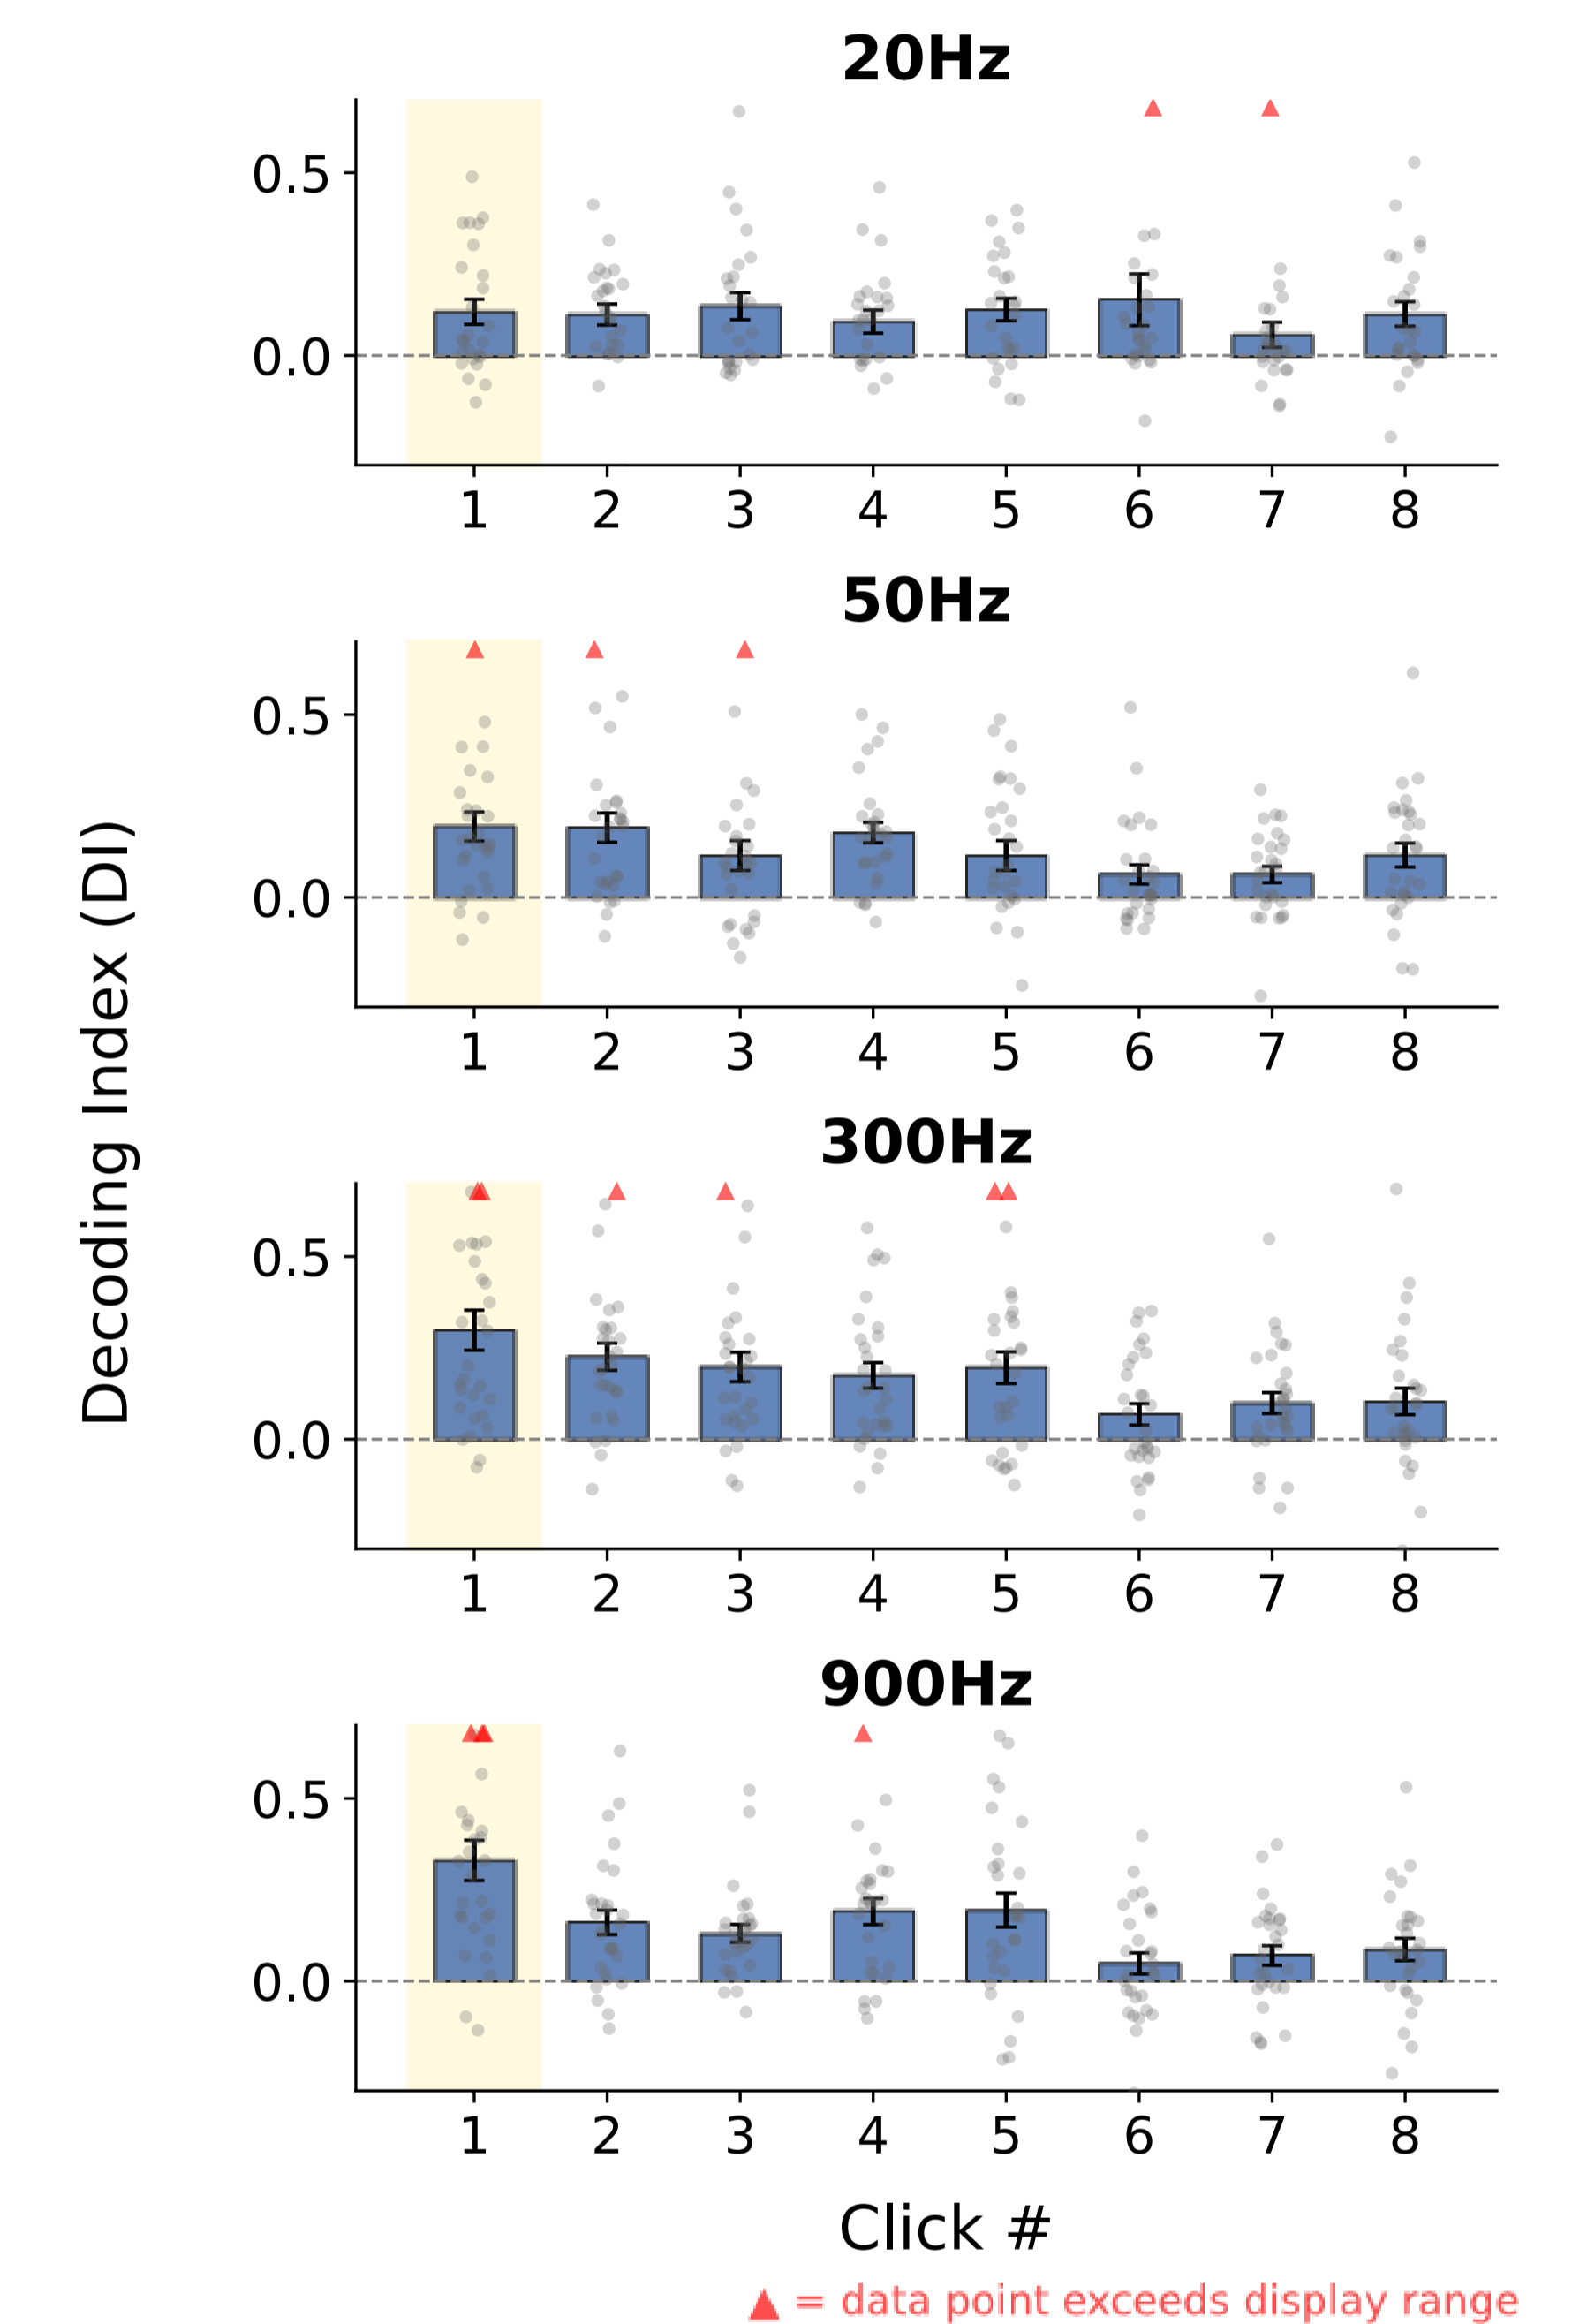 20Hz
0.5
0.0
1 2 3 4 5 6 7 8
50Hz
0.5
0.0
1 2 3 4 5 6 7 8
Decoding Index (DI)
300Hz
0.5
0.0
1 2 3 4 5 6 7 8
900Hz
0.5
0.0
1 2 3 4 5 6 7 8
Click #
▲ = data point exceeds display range